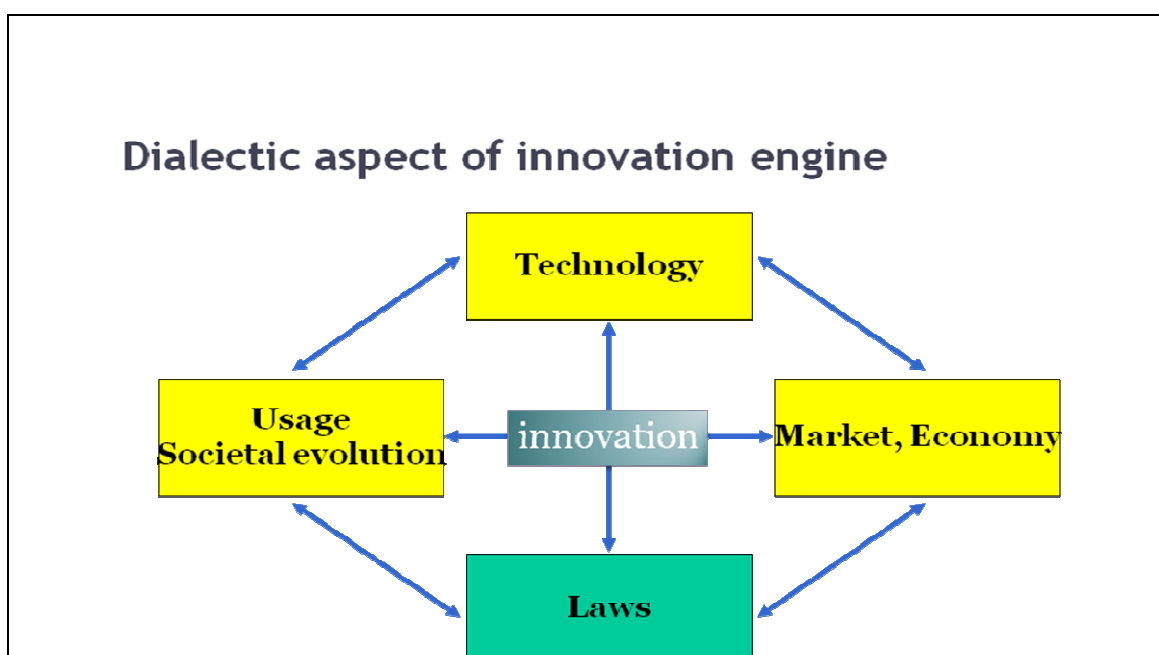 Dialectic aspect of innovation engine
Technology
Usage
Societal evolution
innovation
Market, Economy
Laws